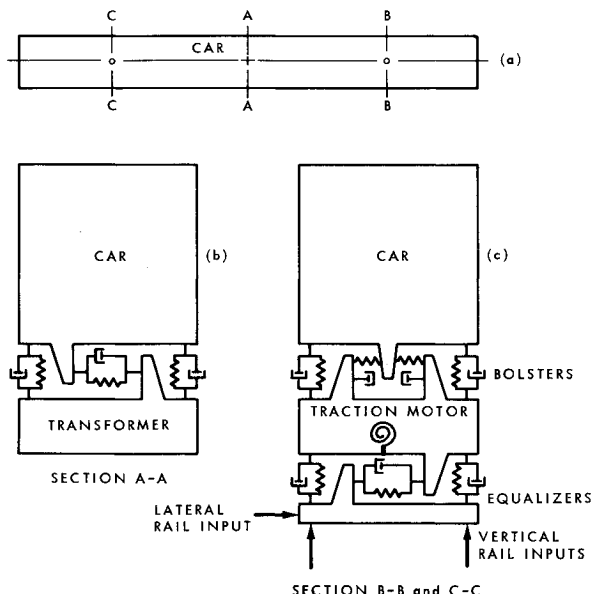 C A B
CAR (a)
C A B
CAR (b) CAR (c)
BOLSTERS
TRACTION MOTOR
TRANSFORMER
SECTION A-A
EQUALIZERS
LATERAL
RAIL INPUT
VERTICAL
RAIL INPUTS
SECTION B-B and C-C